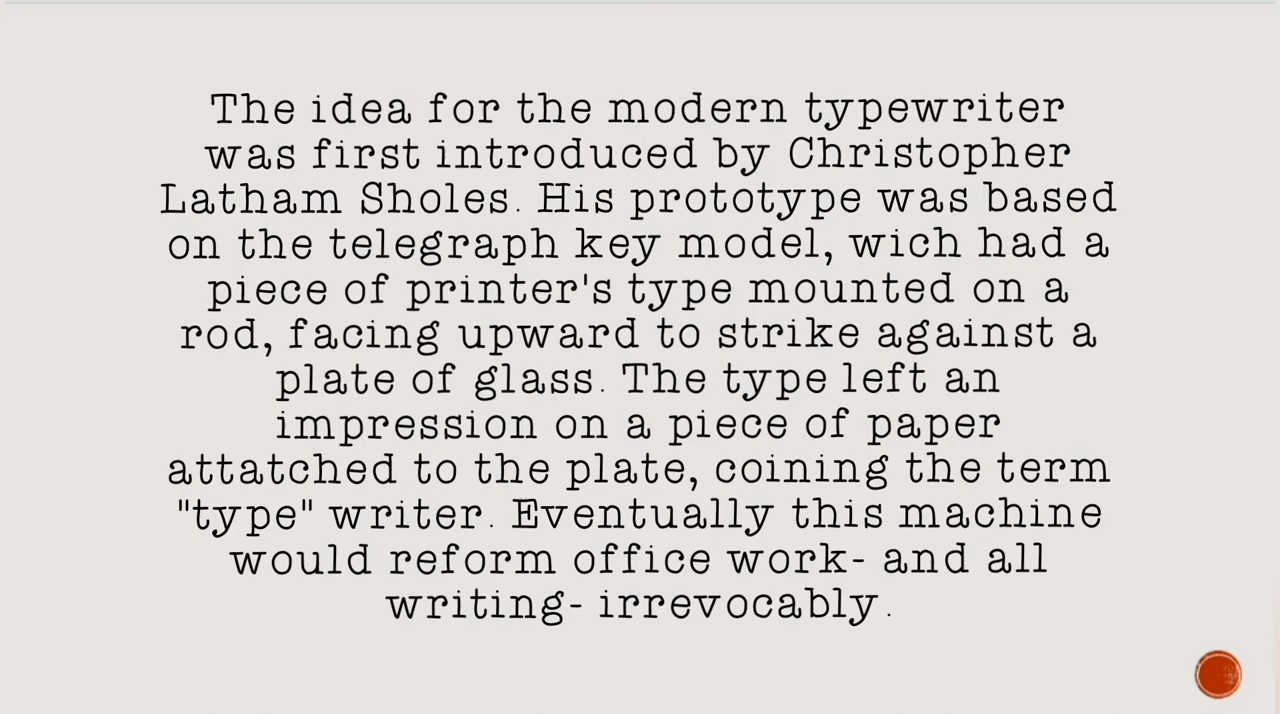 The idea for the modern typewriter
was first introduced by Christopher
Latham Sholes. His prototype was based
on the telegraph key model, wich had a
piece of printer's type mounted on a
rod, facing upward to strike against a
plate of glass. The type left an
impression on a piece of paper
attatched to the plate, coining the term
"type" writer. Eventually this machine
would reform office work- and all
writing- irrevocably.